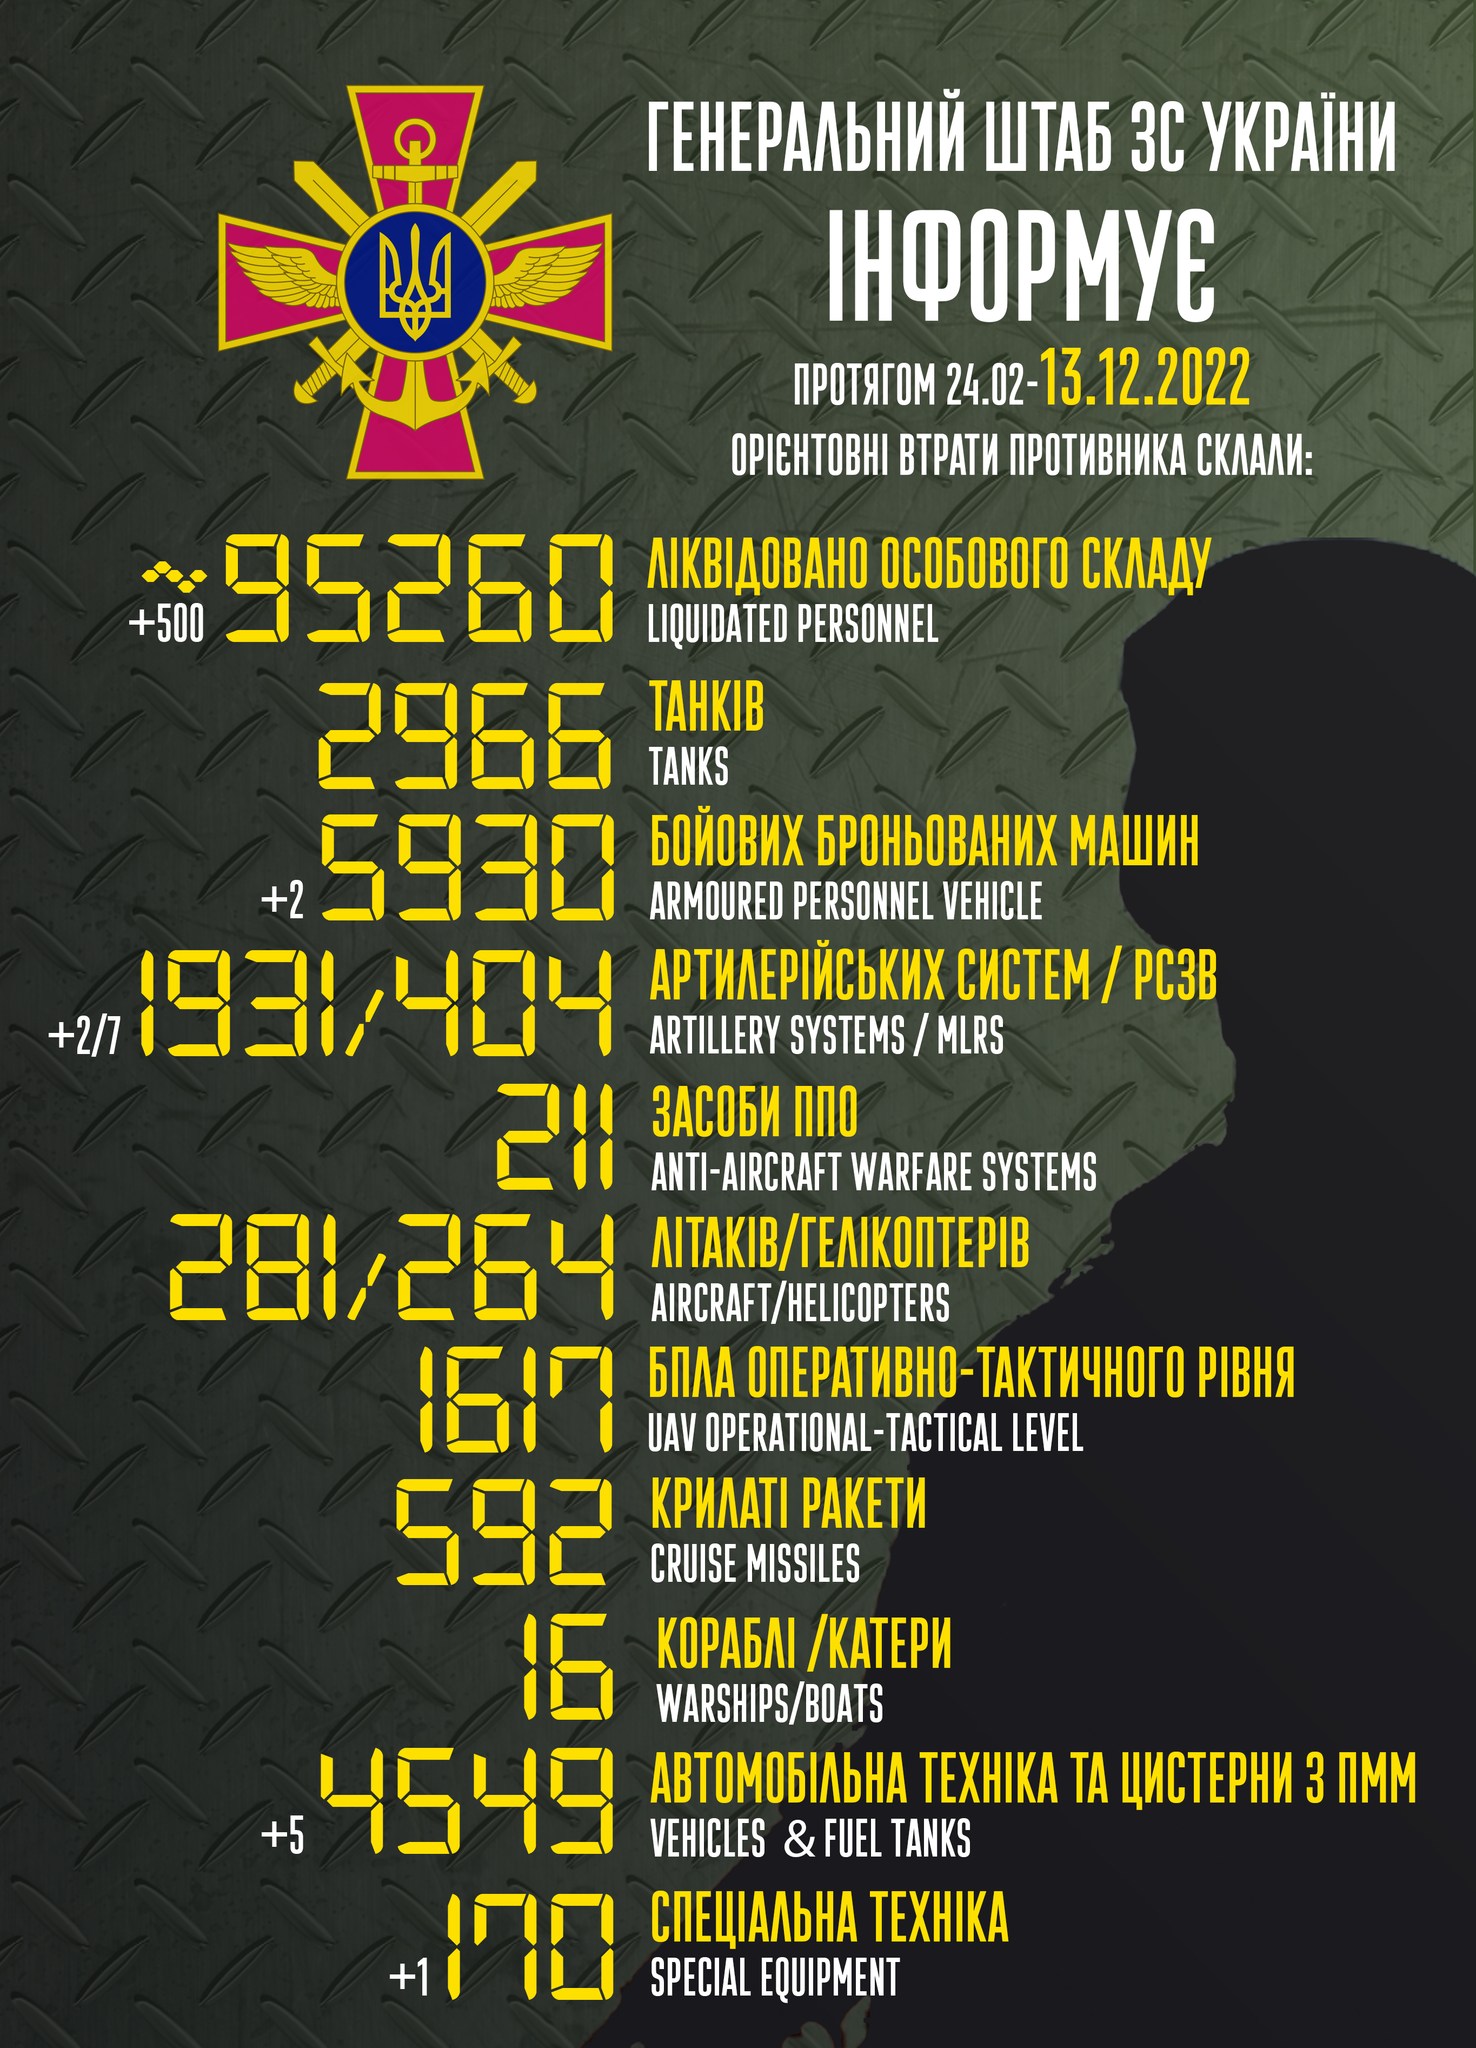 ГЕНЕРАЛЬНИЙ ШТАБ ЗС УКРАЇНИ
ІНФОРМУЄ
ПРОТЯГОМ 24.02-13.12.2022
ОРІЄНТОВНІ ВТРАТИ ПРОТИВНИКА СКЛАЛИ:
~95260 ЛІКВІДОВАНО ОСОБОВОГО СКЛАДУ
+500 LIQUIDATED PERSONNEL
2966 ТАНКІВ
TANKS
5930 БОЙОВИХ БРОНЬОВАНИХ МАШИН
+2 ARMOURED PERSONNEL VEHICLE
1931/404 АРТИЛЕРІЙСЬКИХ СИСТЕМ / РСЗВ
+2/7 ARTILLERY SYSTEMS / MLRS
211 ЗАСОБИ ППО
ANTI-AIRCRAFT WARFARE SYSTEMS
281/264 ЛІТАКІВ/ГЕЛІКОПТЕРІВ
AIRCRAFT/HELICOPTERS
1617 БПЛА ОПЕРАТИВНО-ТАКТИЧНОГО РІВНЯ
UAV OPERATIONAL-TACTICAL LEVEL
592 КРИЛАТІ РАКЕТИ
CRUISE MISSILES
16 КОРАБЛІ /КАТЕРИ
WARSHIPS/BOATS
4549 АВТОМОБІЛЬНА ТЕХНІКА ТА ЦИСТЕРНИ З ПММ
+5 VEHICLES & FUEL TANKS
170 СПЕЦІАЛЬНА ТЕХНІКА
+1 SPECIAL EQUIPMENT